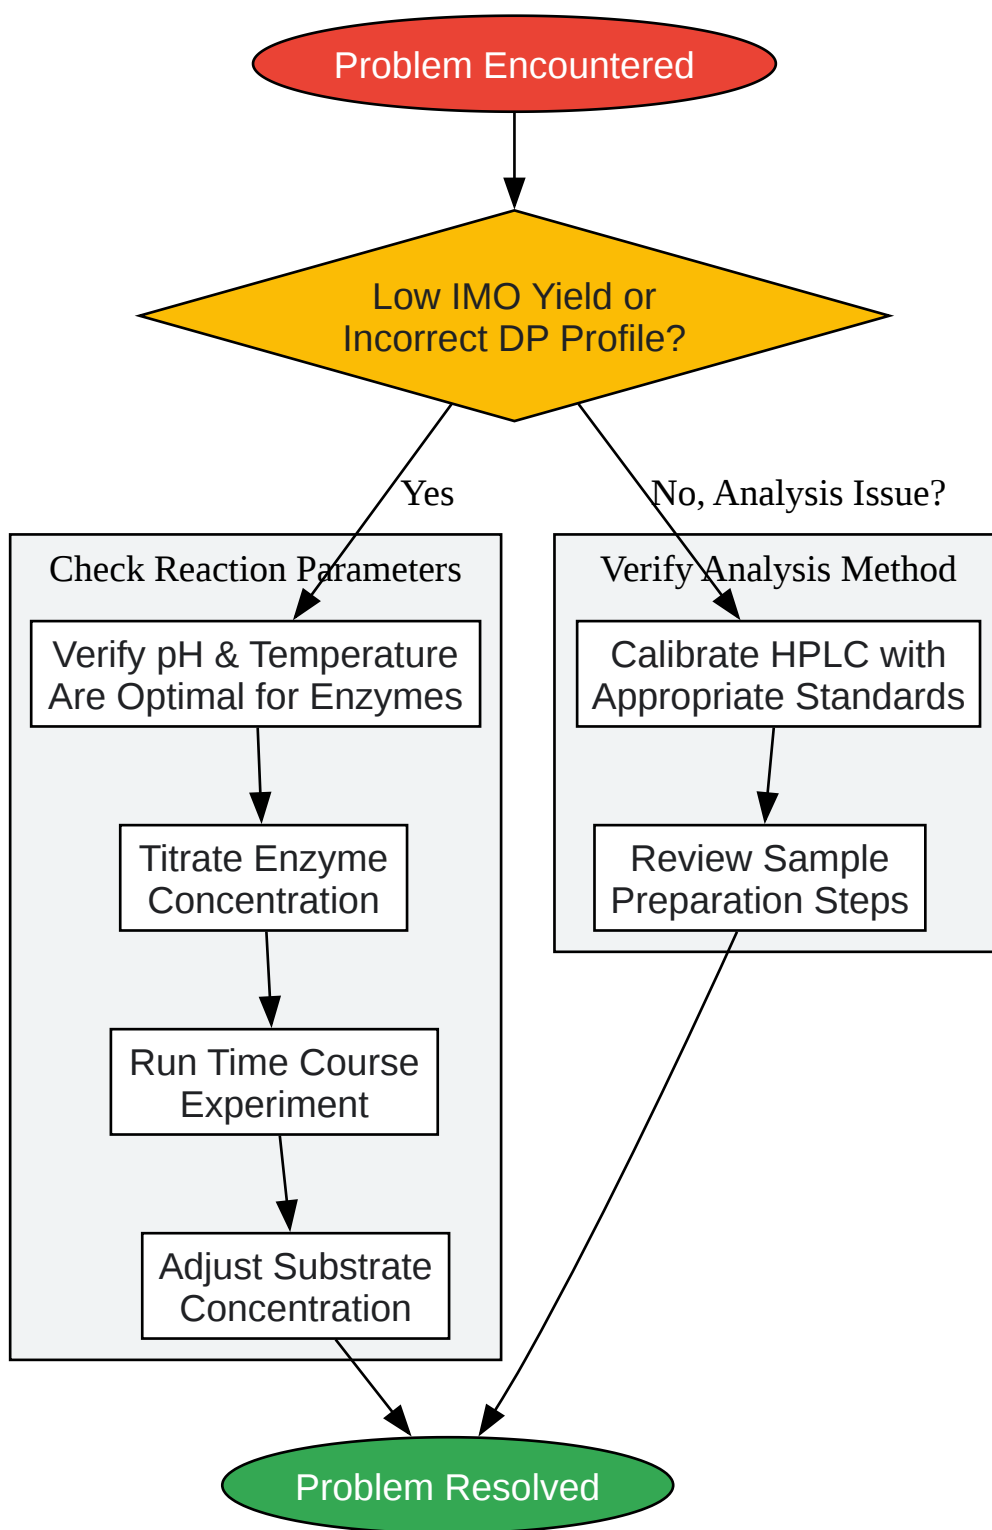 Problem Encountered
Low IMO Yield or
Incorrect DP Profile?
Yes
No, Analysis Issue?
Check Reaction Parameters
Verify pH & Temperature
Are Optimal for Enzymes
Titrate Enzyme
Concentration
Run Time Course
Experiment
Adjust Substrate
Concentration
Verify Analysis Method
Calibrate HPLC with
Appropriate Standards
Review Sample
Preparation Steps
Problem Resolved